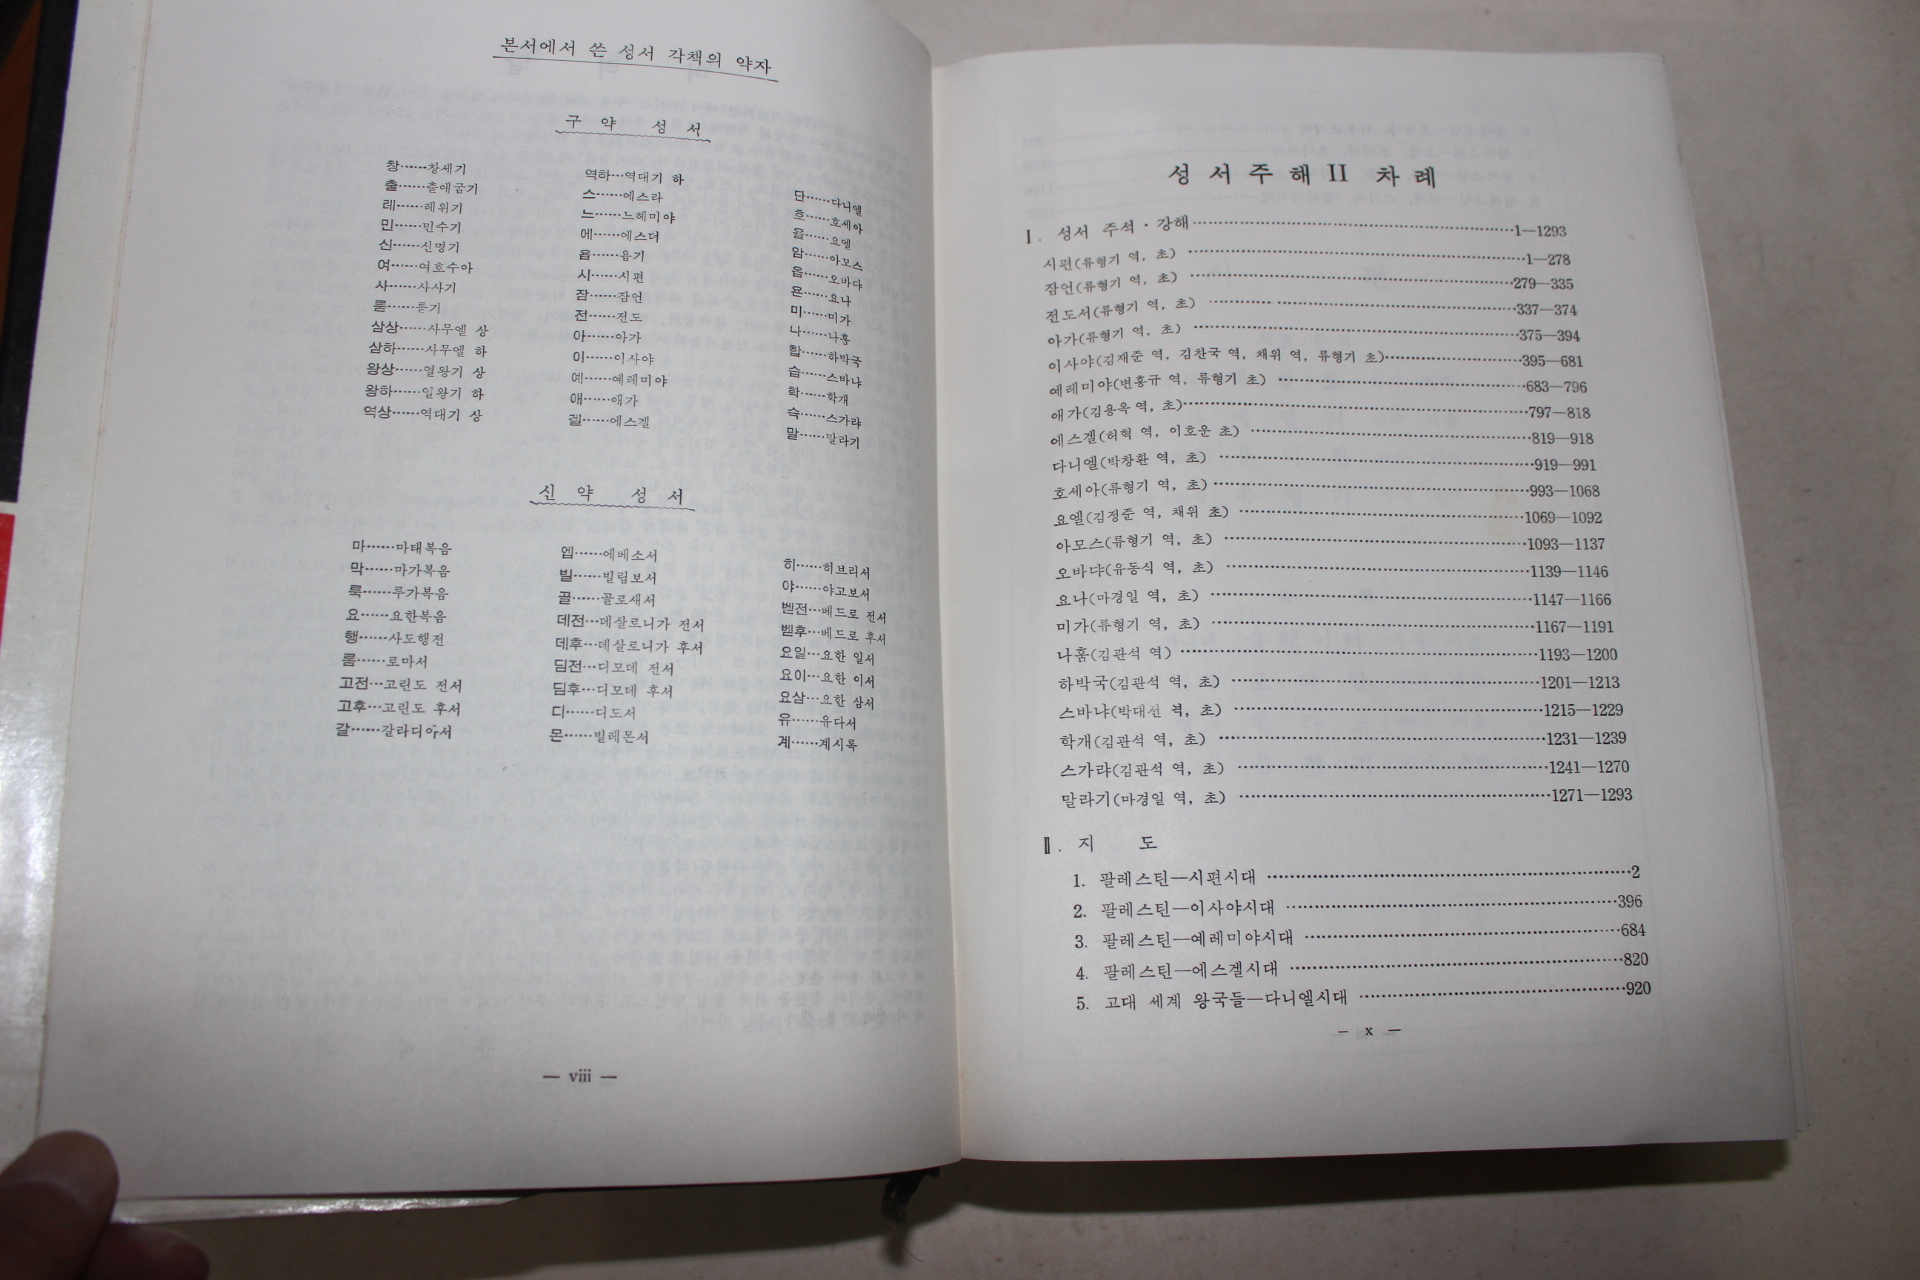 본서에서 쓴 성서 각책의 약자
구 약 성 서
창……창세기
출……출애굽기
레……레위기
민……민수기
신……신명기
여……여호수아
사……사사기
룻……룻기
삼상……사무엘 상
삼하……사무엘 하
왕상……열왕기 상
왕하……일왕기 하
역상……역대기 상
역하…역대기 하
스……에스라
느……느헤미야
에……에스더
욥……욥기
시……시편
잠……잠언
전……전도
아……아가
이……이사야
예……예레미야
애……애가
겔……에스겔
단……다니엘
호……호세아
욜……요엘
암……아모스
옵……오바댜
욘……요나
미……미가
나……나훔
합……하박국
습……스바냐
학……학개
슥……스가랴
말……말라기
신 약 성 서
마……마태복음
막……마가복음
룩……루가복음
요……요한복음
행……사도행전
롬……로마서
고전…고린도 전서
고후…고린도 후서
갈……갈라디아서
엡……에베소서
빌……빌립보서
골……골로새서
데전…데살로니가 전서
데후…데살로니가 후서
딤전…디모데 전서
딤후…디모데 후서
디……디도서
몬……빌레몬서
히……히브리서
야……야고보서
벧전…베드로 전서
벧후…베드로 후서
요일…요한 일서
요이…요한 이서
요삼…요한 삼서
유……유다서
계……계시록
— viii —
성 서 주 해 II 차 례
Ⅰ. 성서 주석·강해……1—1293
시편(류형기 역, 초)……1—278
잠언(류형기 역, 초)……279—335
전도서(류형기 역, 초)……337—374
아가(류형기 역, 초)……375—394
이사야(김재준 역, 김찬국 역, 채위 역, 류형기 초)……395—681
예레미야(변홍규 역, 류형기 초)……683—796
애가(김용옥 역, 초)……797—818
에스겔(허혁 역, 이호운 초)……819—918
다니엘(박창환 역, 초)……919—991
호세아(류형기 역, 초)……993—1068
요엘(김정준 역, 채위 초)……1069—1092
아모스(류형기 역, 초)……1093—1137
오바댜(유동식 역, 초)……1139—1146
요나(마경일 역, 초)……1147—1166
미가(류형기 역, 초)……1167—1191
나훔(김관석 역)……1193—1200
하박국(김관석 역, 초)……1201—1213
스바냐(박대선 역, 초)……1215—1229
학개(김관석 역, 초)……1231—1239
스가랴(김관석 역, 초)……1241—1270
말라기(마경일 역, 초)……1271—1293
Ⅱ. 지 도
1. 팔레스틴—시편시대……2
2. 팔레스틴—이사야시대……396
3. 팔레스틴—예레미야시대……684
4. 팔레스틴—에스겔시대……820
5. 고대 세계 왕국들—다니엘시대……920
— x —